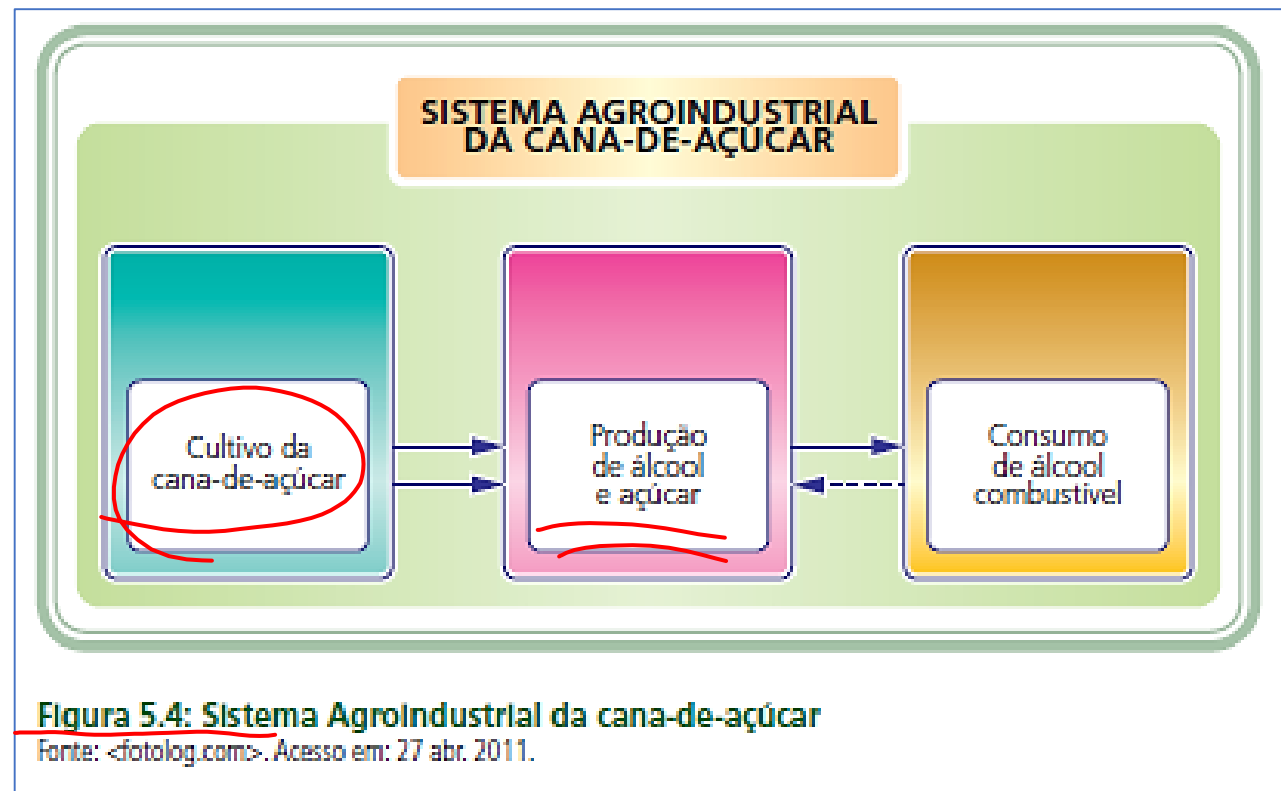 SISTEMA AGROINDUSTRIAL
DA CANA-DE-AÇÚCAR
Cultivo da
cana-de-açúcar
Produção
de álcool
e açúcar
Consumo
de álcool
combustível
Figura 5.4: Sistema Agroindustrial da cana-de-açúcar
Fonte: <fotolog.com>. Acesso em: 27 abr. 2011.